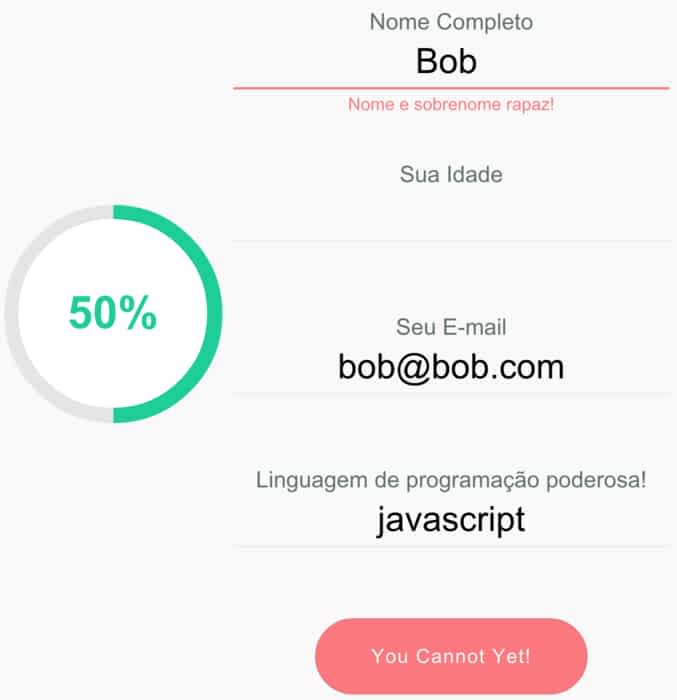 Nome Completo
Bob
Nome e sobrenome rapaz!
Sua Idade
50%
Seu E-mail
bob@bob.com
Linguagem de programação poderosa!
javascript
You Cannot Yet!